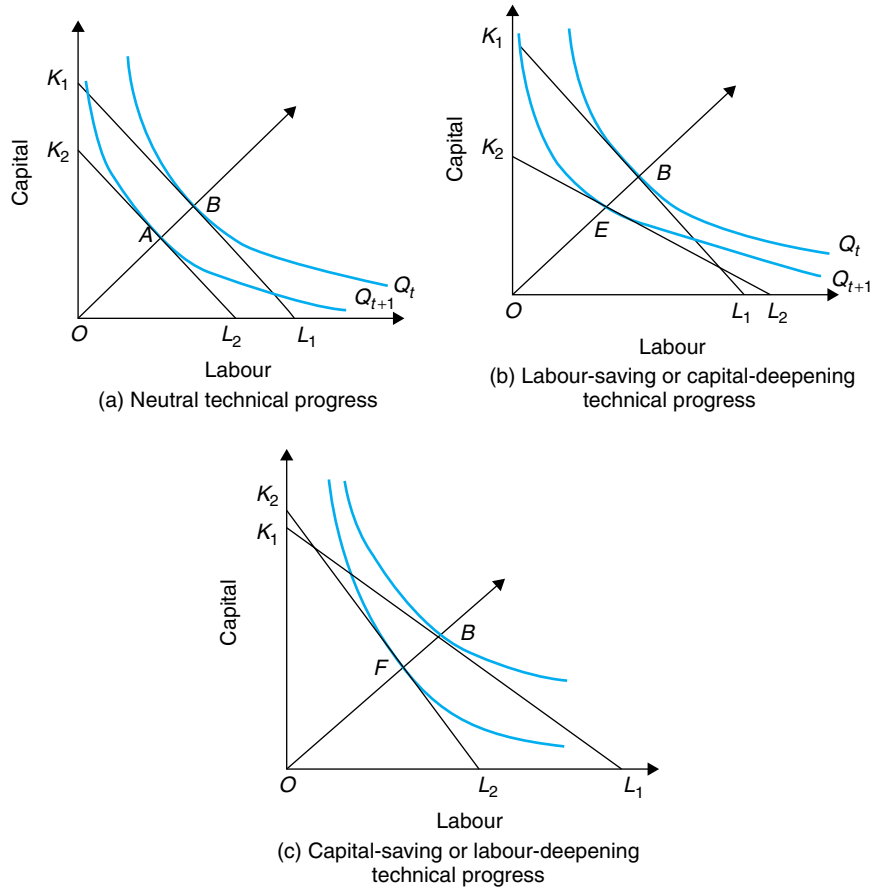 K1
K2
Capital
A
B
Qt
Qt+1
O
L2
L1
Labour
(a) Neutral technical progress
K1
K2
Capital
B
E
Qt
Qt+1
O
L1
L2
Labour
(b) Labour-saving or capital-deepening
technical progress
K2
K1
Capital
B
F
O
L2
L1
Labour
(c) Capital-saving or labour-deepening
technical progress